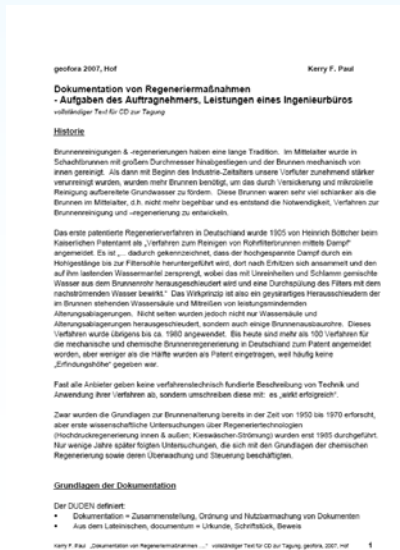 geofora 2007, Hof Kerry F. Paul
Dokumentation von Regeneriermaßnahmen
- Aufgaben des Auftragnehmers, Leistungen eines Ingenieurbüros
vollständiger Text für CD zur Tagung
Historie
Brunnenreinigungen & -regenerierungen haben eine lange Tradition. Im Mittelalter wurde in
Schachtbrunnen mit großem Durchmesser hinabgestiegen und der Brunnen mechanisch von
innen gereinigt. Als dann mit Beginn des Industrie-Zeitalters unsere Vorfluter zunehmend stärker
verunreinigt wurden, wurden mehr Brunnen benötigt, um das durch Versickerung und mikrobielle
Reinigung aufbereitete Grundwasser zu fördern. Diese Brunnen waren sehr viel schlanker als die
Brunnen im Mittelalter, d.h. nicht mehr begehbar und es entstand die Notwendigkeit, Verfahren zur
Brunnenreinigung und –regenerierung zu entwickeln.
Das erste patentierte Regenerierverfahren in Deutschland wurde 1905 von Heinrich Böttcher beim
Kaiserlichen Patentamt als „Verfahren zum Reinigen von Rohrfilterbrunnen mittels Dampf“
angemeldet. Es ist „... dadurch gekennzeichnet, dass der hochgespannte Dampf durch ein
Hohlgestänge bis zur Filtersohle heruntergeführt wird, dort nach Erhitzen sich ansammelt und den
auf ihm lastenden Wassermantel zersprengt, wobei das mit Unreinheiten und Schlamm gemischte
Wasser aus dem Brunnenrohr herausgeschleudert wird und eine Durchspülung des Filters mit dem
nachströmenden Wasser bewirkt.“ Das Wirkprinzip ist also ein geysirartiges Herausschleudern der
im Brunnen stehenden Wassersäule und Mitreißen von leistungsmindernden
Alterungsablagerungen. Nicht selten wurden jedoch nicht nur Wassersäule und
Alterungsablagerungen herausgeschleudert, sondern auch einige Brunnenausbaurohre. Dieses
Verfahren wurde übrigens bis ca. 1980 angewendet. Bis heute sind mehr als 100 Verfahren für
die mechanische und chemische Brunnenregenerierung in Deutschland zum Patent angemeldet
worden, aber weniger als die Hälfte wurden als Patent eingetragen, weil häufig keine
„Erfindungshöhe“ gegeben war.
Fast alle Anbieter geben keine verfahrenstechnisch fundierte Beschreibung von Technik und
Anwendung ihrer Verfahren ab, sondern umschreiben diese mit: es „wirkt erfolgreich“.
Zwar wurden die Grundlagen zur Brunnenalterung bereits in der Zeit von 1950 bis 1970 erforscht,
aber erste wissenschaftliche Untersuchungen über Regeneriertechnologien
(Hochdruckregenerierung innen & außen; Kieswäscher-Strömung) wurden erst 1985 durchgeführt.
Nur wenige Jahre später folgten Untersuchungen, die sich mit den Grundlagen der chemischen
Regenerierung sowie deren Überwachung und Steuerung beschäftigten.
Grundlagen der Dokumentation
Der DUDEN definiert:
• Dokumentation = Zusammenstellung, Ordnung und Nutzbarmachung von Dokumenten
• Aus dem Lateinischen, documentum = Urkunde, Schriftstück, Beweis
Kerry F. Paul „Dokumentation von Regeneriermaßnahmen ....“ vollständiger Text für CD zur Tagung, geofora, 2007, Hof 1